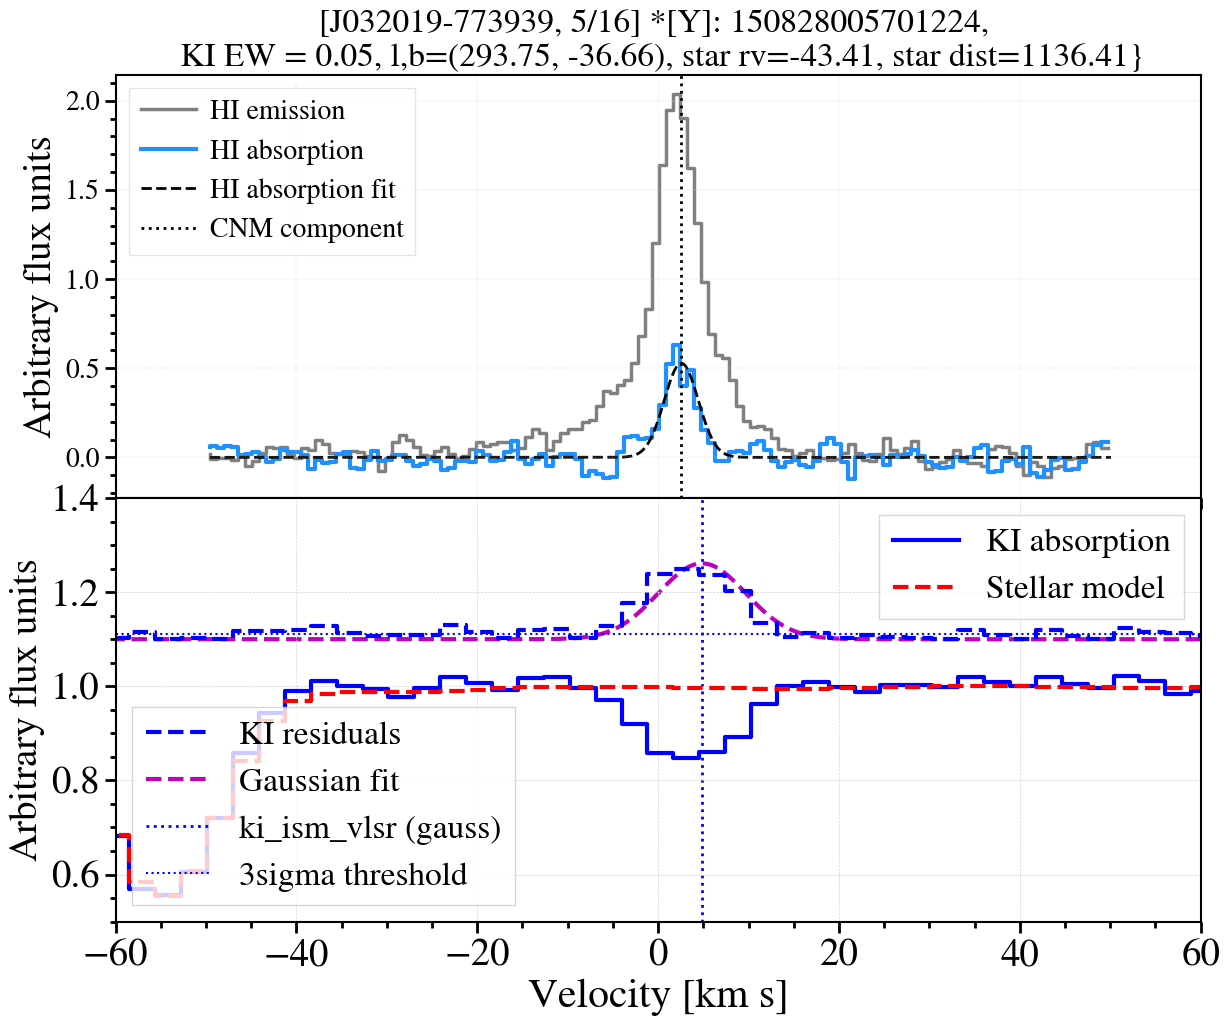 [J032019-773939, 5/16] *[Y]: 150828005701224,
KI EW = 0.05, l,b=(293.75, -36.66), star rv=-43.41, star dist=1136.41}
HI emission
HI absorption
HI absorption fit
CNM component
Arbitrary flux units
2.0
1.5
1.0
0.5
0.0
KI absorption
Stellar model
KI residuals
Gaussian fit
ki_ism_vlsr (gauss)
3sigma threshold
Arbitrary flux units
1.4
1.2
1.0
0.8
0.6
−60 −40 −20 0 20 40 60
Velocity [km s]